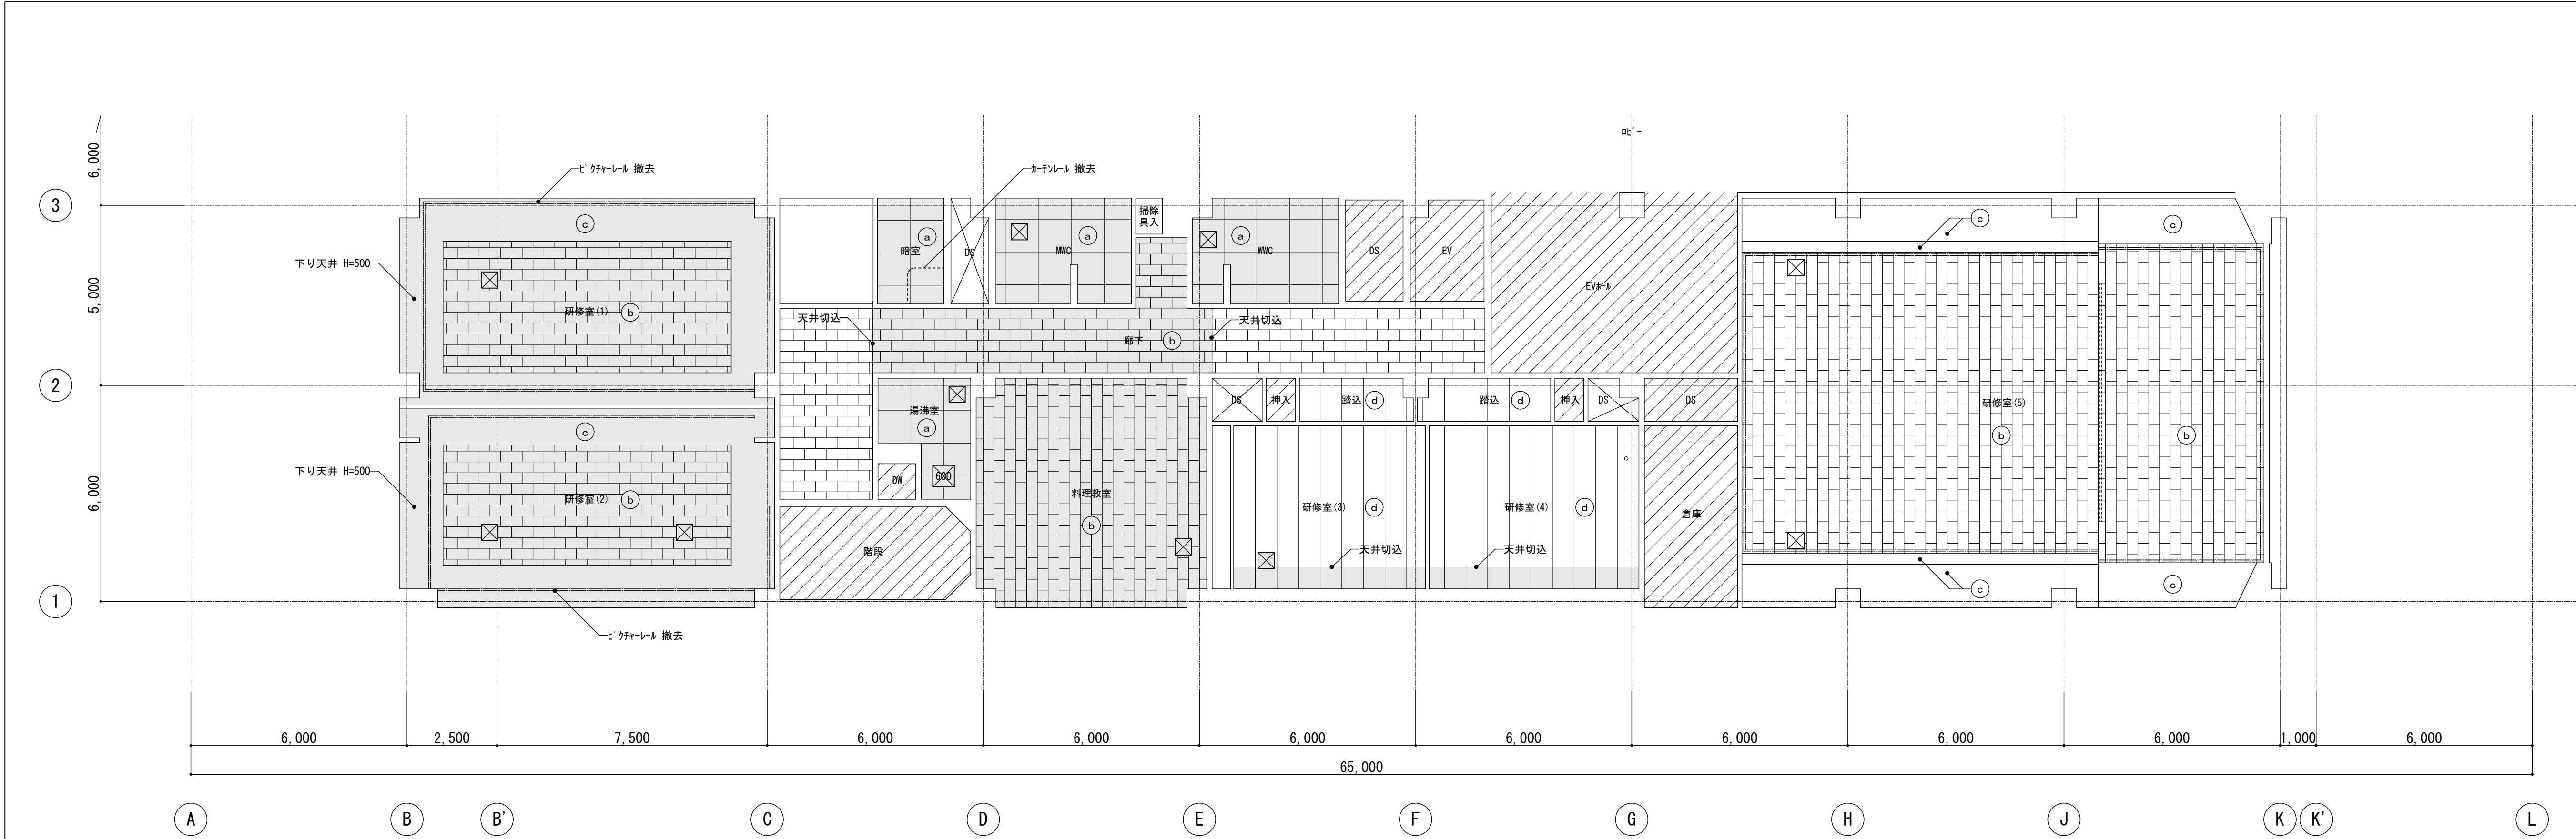 ﾛﾋﾞｰ
ﾋﾟｸﾁｬｰﾚｰﾙ 撤去
ｶｰﾃﾝﾚｰﾙ 撤去
6,000
3
c
掃除
具入
c
c
暗室
a
DS
MWC
a
a
WWC
DS
EV
下り天井 H=500
EVﾎｰﾙ
5,000
研修室(1)
b
天井切込
天井切込
廊下
b
2
湯沸室
a
DS
押入
踏込
d
踏込
d
押入
DS
DS
研修室(5)
c
b
b
下り天井 H=500
6,000
研修室(2)
b
DW
600
料理教室
b
研修室(3)
d
研修室(4)
d
倉庫
階段
天井切込
天井切込
c
c
1
ﾋﾟｸﾁｬｰﾚｰﾙ 撤去
6,000
2,500
7,500
6,000
6,000
6,000
6,000
6,000
6,000
6,000
1,000
6,000
65,000
A
B
B'
C
D
E
F
G
H
J
K
K'
L